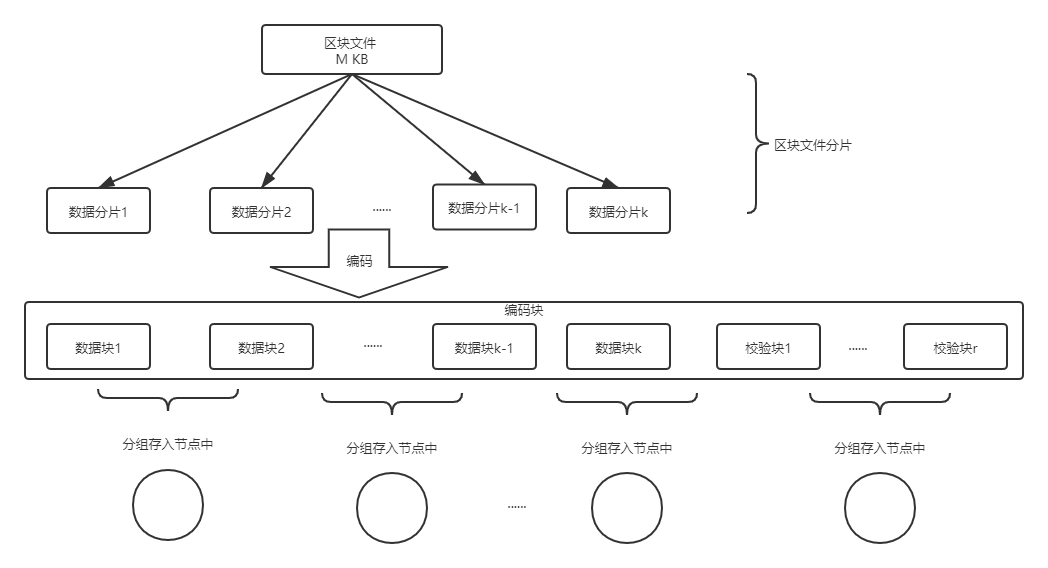 区块文件
M KB
区块文件分片
数据分片1
数据分片2
......
数据分片k-1
数据分片k
编码
编码块
数据块1
数据块2
......
数据块k-1
数据块k
校验块1
......
校验块r
分组存入节点中
分组存入节点中
分组存入节点中
分组存入节点中
......